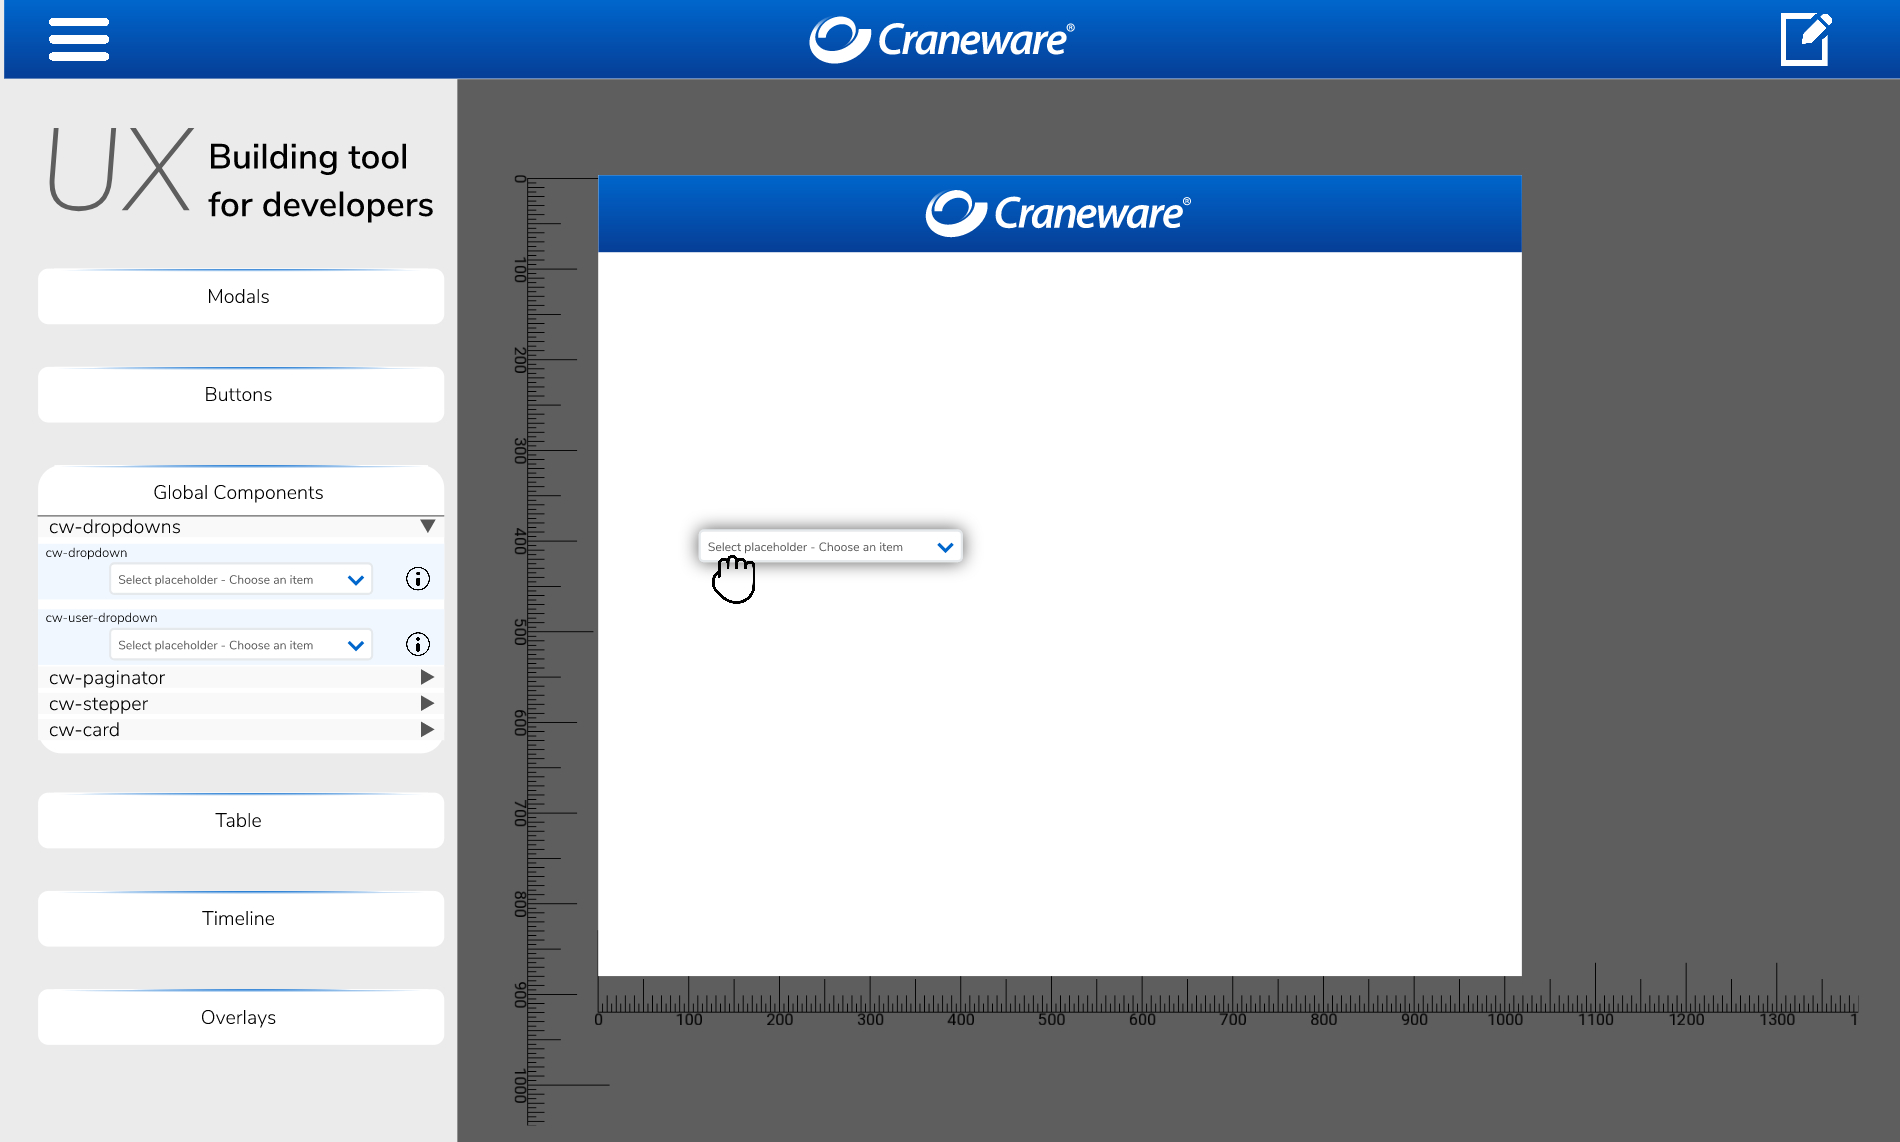 Craneware®
UX
Building tool
for developers
Modals
Buttons
Global Components
cw-dropdowns
cw-dropdown
Select placeholder - Choose an item
cw-user-dropdown
Select placeholder - Choose an item
cw-paginator
cw-stepper
cw-card
Table
Timeline
Overlays
Craneware®
Select placeholder - Choose an item
0
100
200
300
400
500
600
700
800
900
1000
0 100 200 300 400 500 600 700 800 900 1000 1100 1200 1300 1